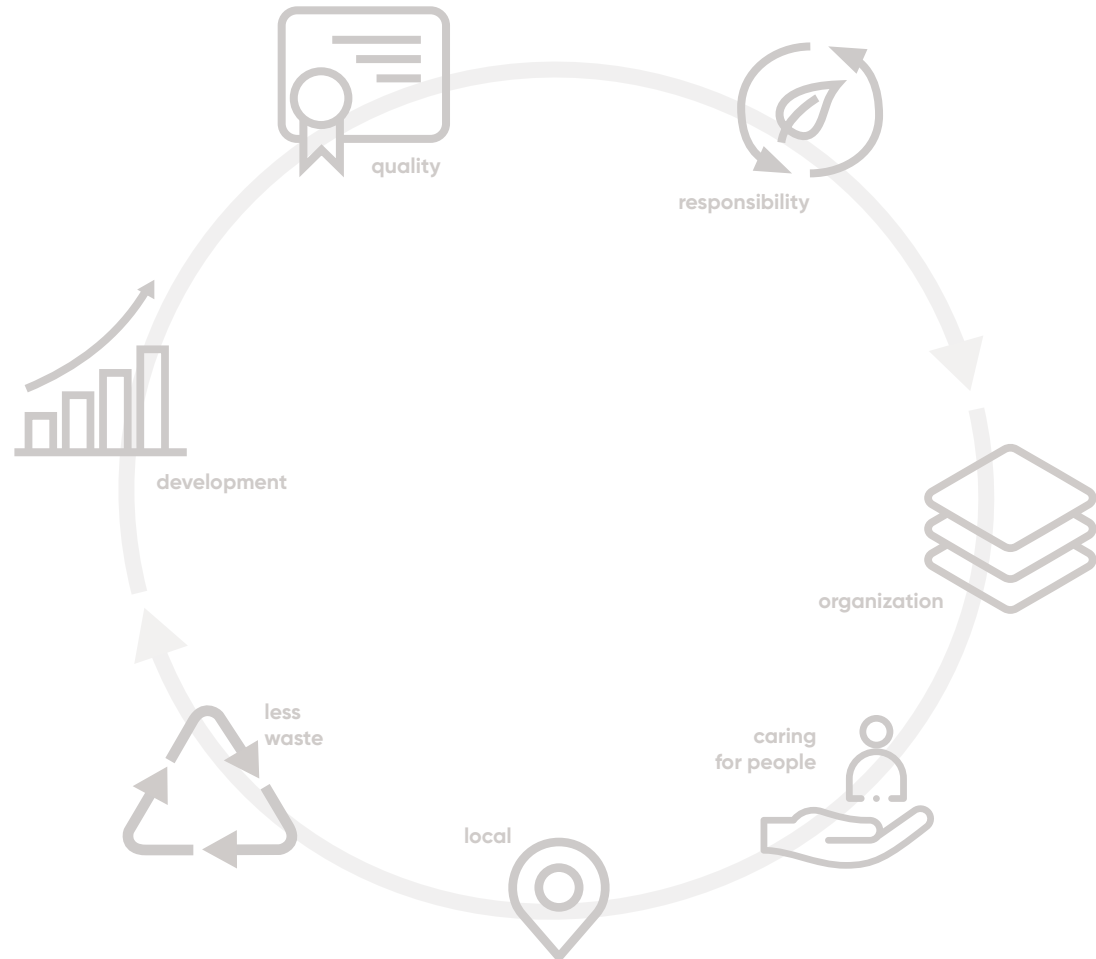 quality
responsibility
development
organization
less
waste
caring
for people
local